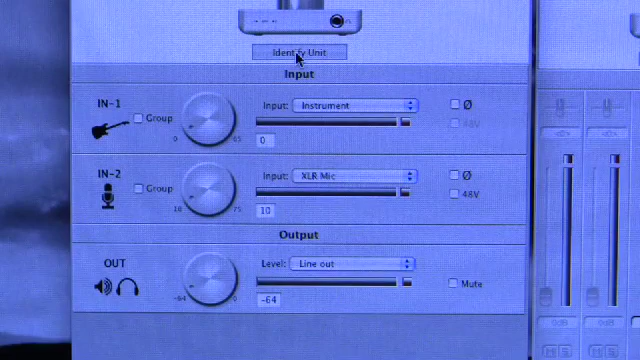 Identify Unit
Input
IN-1
Group
0
65
Input: Instrument
0
Ø
48V
IN-2
Group
10
75
Input: XLR Mic
10
Ø
48V
Output
OUT
-64
0
Level: Line out
-64
Mute